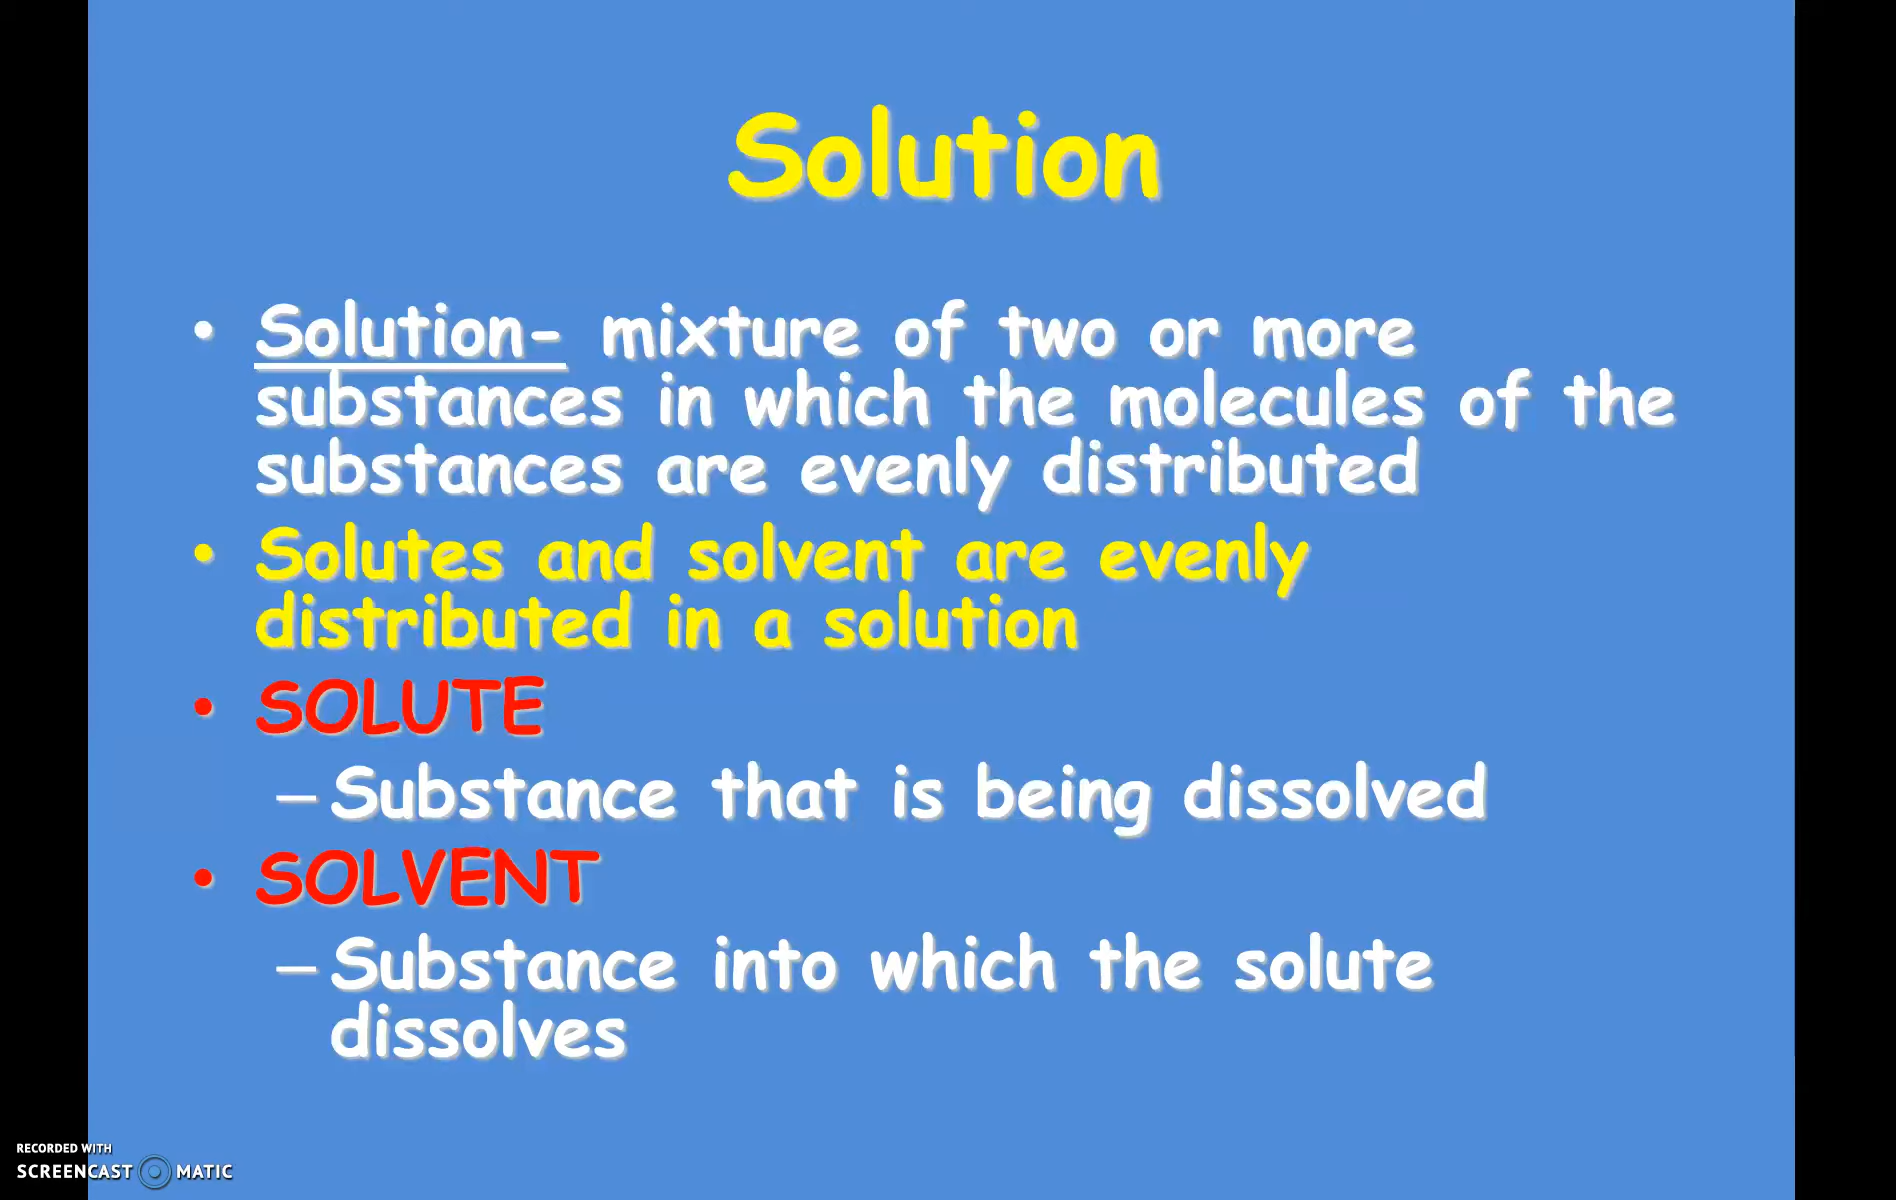 Solution
• Solution- mixture of two or more
substances in which the molecules of the
substances are evenly distributed
• Solutes and solvent are evenly
distributed in a solution
• SOLUTE
– Substance that is being dissolved
• SOLVENT
– Substance into which the solute
dissolves
RECORDED WITH
SCREENCAST MATIC